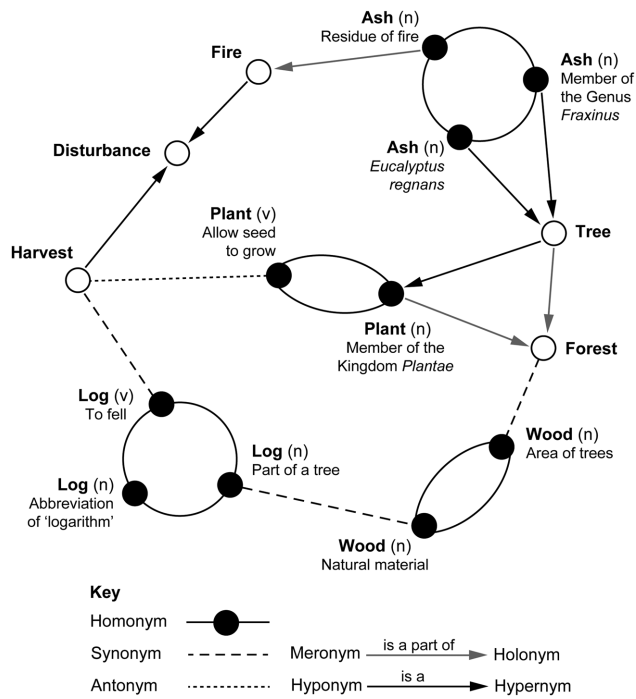 Ash (n)
Residue of fire
Fire
Ash (n)
Member of
the Genus
Fraxinus
Disturbance
Ash (n)
Eucalyptus
regnans
Plant (v)
Allow seed
to grow
Harvest
Tree
Plant (n)
Member of the
Kingdom Plantae
Forest
Log (v)
To fell
Log (n)
Part of a tree
Wood (n)
Area of trees
Log (n)
Abbreviation
of ‘logarithm’
Wood (n)
Natural material
Key
Homonym
Synonym
Meronym is a part of Holonym
Antonym
Hyponym is a Hypernym